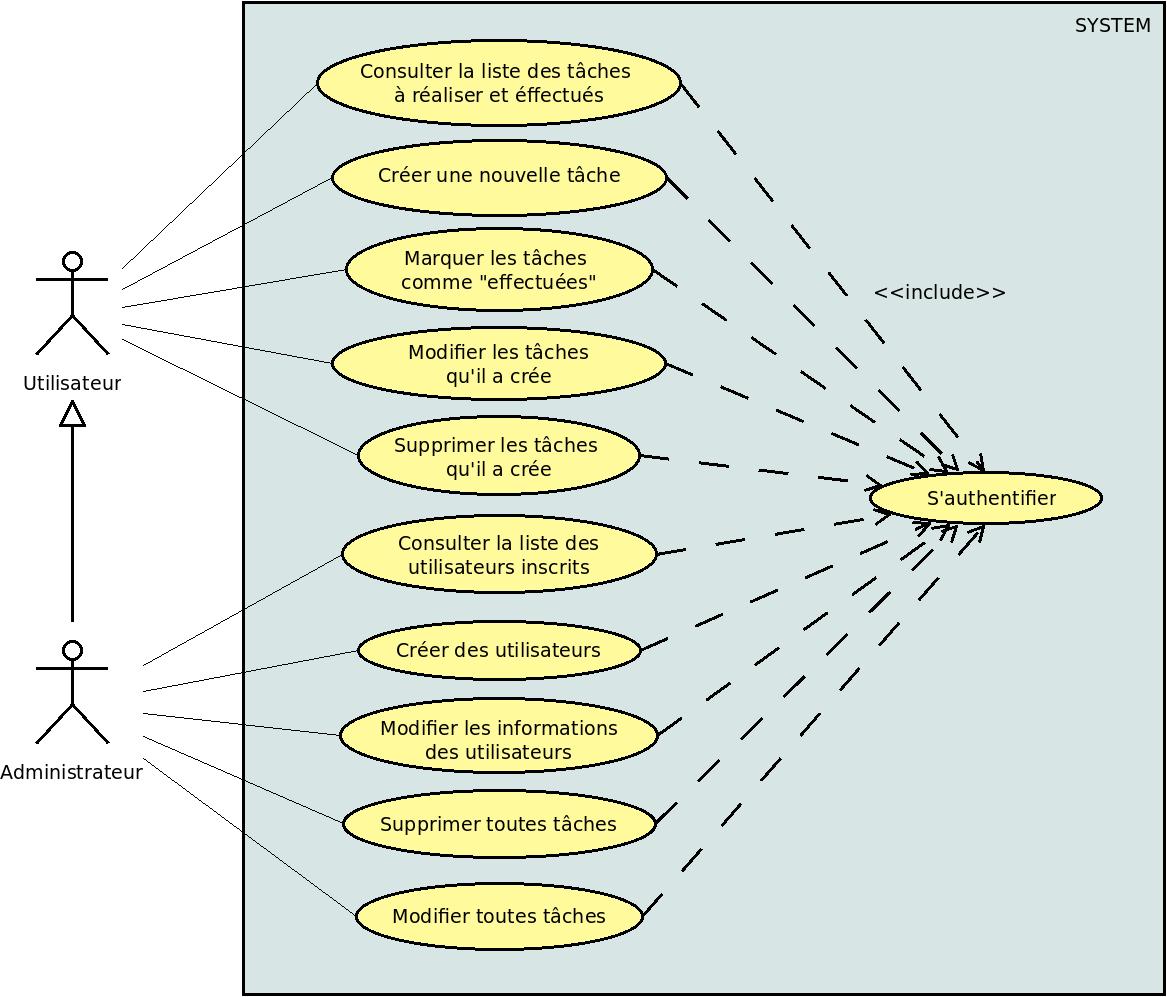 SYSTEM
Consulter la liste des tâches
à réaliser et éffectués
Créer une nouvelle tâche
Marquer les tâches
comme "effectuées"
<<include>>
Modifier les tâches
qu'il a crée
Utilisateur
Supprimer les tâches
qu'il a crée
S'authentifier
Consulter la liste des
utilisateurs inscrits
Créer des utilisateurs
Modifier les informations
des utilisateurs
Administrateur
Supprimer toutes tâches
Modifier toutes tâches